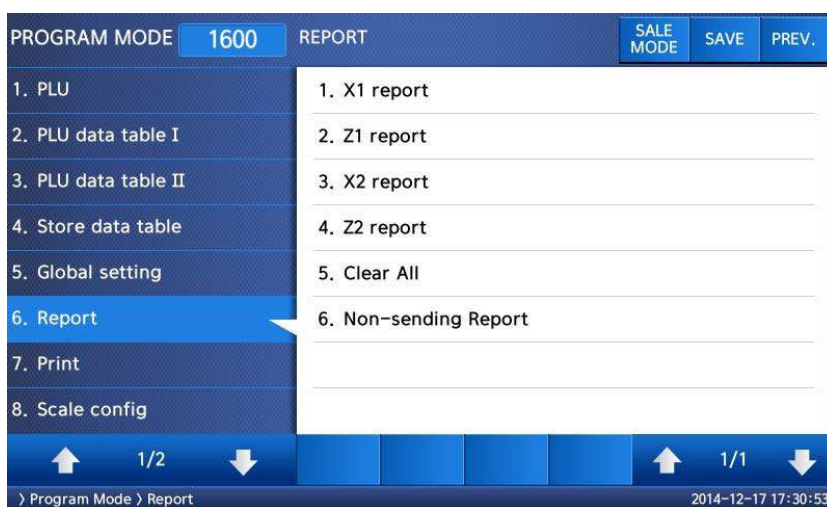 PROGRAM MODE 1600 REPORT SALE MODE SAVE PREV.
1. PLU
2. PLU data table I
3. PLU data table II
4. Store data table
5. Global setting
6. Report
7. Print
8. Scale config
1. X1 report
2. Z1 report
3. X2 report
4. Z2 report
5. Clear All
6. Non-sending Report
1/2
1/1
〉Program Mode 〉Report
2014-12-17 17:30:53